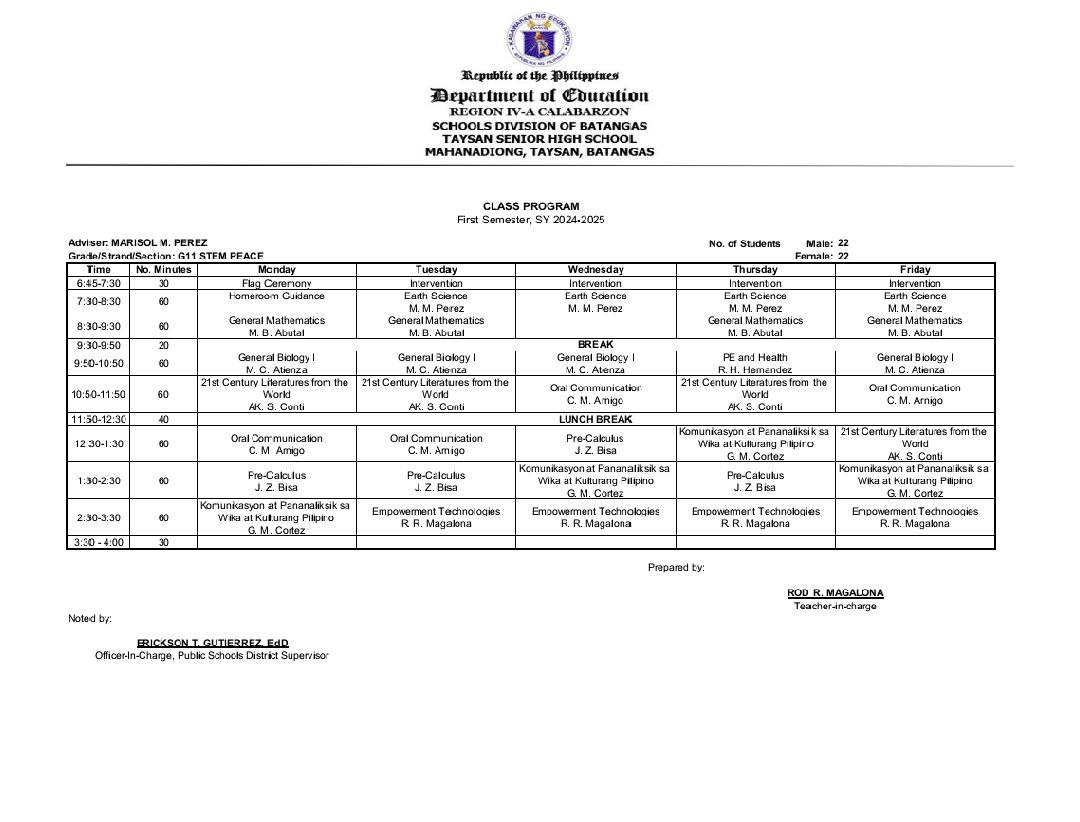 KAGAWARAN NG EDUKASYON
REPUBLIKA NG PILIPINAS
Republic of the Philippines
Department of Education
REGION IV-A CALABARZON
SCHOOLS DIVISION OF BATANGAS
TAYSAN SENIOR HIGH SCHOOL
MAHANADIONG, TAYSAN, BATANGAS
CLASS PROGRAM
First Semester, SY 2024-2025
Adviser: MARISOL M. PEREZ No. of Students Male: 22
Grade/Strand/Section: G11 STEM PEACE Female: 22
Time No. Minutes Monday Tuesday Wednesday Thursday Friday
6:45-7:30 30 Flag Ceremony Intervention Intervention Intervention Intervention
7:30-8:30 60 Homeroom Guidance Earth Science Earth Science Earth Science Earth Science
M. M. Perez M. M. Perez M. M. Perez M. M. Perez
8:30-9:30 60 General Mathematics General Mathematics General Mathematics General Mathematics
M. B. Abutal M. B. Abutal M. B. Abutal M. B. Abutal
9:30-9:50 20 BREAK
9:50-10:50 60 General Biology I General Biology I General Biology I PE and Health General Biology I
M. C. Atienza M. C. Atienza M. C. Atienza R. H. Hernandez M. C. Atienza
10:50-11:50 60 21st Century Literatures from the 21st Century Literatures from the Oral Communication 21st Century Literatures from the Oral Communication
World World C. M. Amigo World C. M. Amigo
AK. S. Conti AK. S. Conti AK. S. Conti
11:50-12:30 40 LUNCH BREAK
12:30-1:30 60 Oral Communication Oral Communication Pre-Calculus Komunikasyon at Pananaliksik sa 21st Century Literatures from the
C. M. Amigo C. M. Amigo J. Z. Bisa Wika at Kulturang Pilipino World
G. M. Cortez AK. S. Conti
1:30-2:30 60 Pre-Calculus Pre-Calculus Komunikasyon at Pananaliksik sa Pre-Calculus Komunikasyon at Pananaliksik sa
J. Z. Bisa J. Z. Bisa Wika at Kulturang Pilipino J. Z. Bisa Wika at Kulturang Pilipino
G. M. Cortez G. M. Cortez
2:30-3:30 60 Komunikasyon at Pananaliksik sa Empowerment Technologies Empowerment Technologies Empowerment Technologies Empowerment Technologies
Wika at Kulturang Pilipino R. R. Magalona R. R. Magalona R. R. Magalona R. R. Magalona
G. M. Cortez
3:30 - 4:00 30
Prepared by:
ROD R. MAGALONA
Teacher-in-charge
Noted by:
ERICKSON T. GUTIERREZ, EdD
Officer-In-Charge, Public Schools District Supervisor